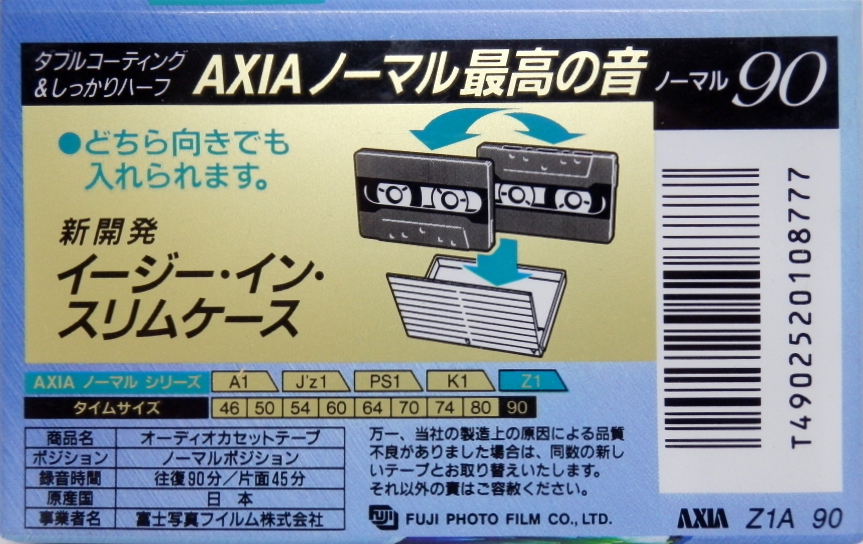 ダブルコーティング
&しっかりハーフ
AXIA ノーマル最高の音
ノーマル 90
●どちら向きでも
入れられます。
新開発
イージー・イン・
スリムケース
T4902520108777
AXIA ノーマル シリーズ A1 J'z1 PS1 K1 Z1
タイムサイズ 46 50 54 60 64 70 74 80 90
商品名 オーディオカセットテープ
ポジション ノーマルポジション
録音時間 往復90分/片面45分
原産国 日本
事業者名 富士写真フイルム株式会社
万一、当社の製造上の原因による品質
不良がありました場合は、同数の新し
いテープとお取り替えいたします。
それ以外の責はご容赦ください。
FUJI FUJI PHOTO FILM CO., LTD.
AXIA Z1A 90